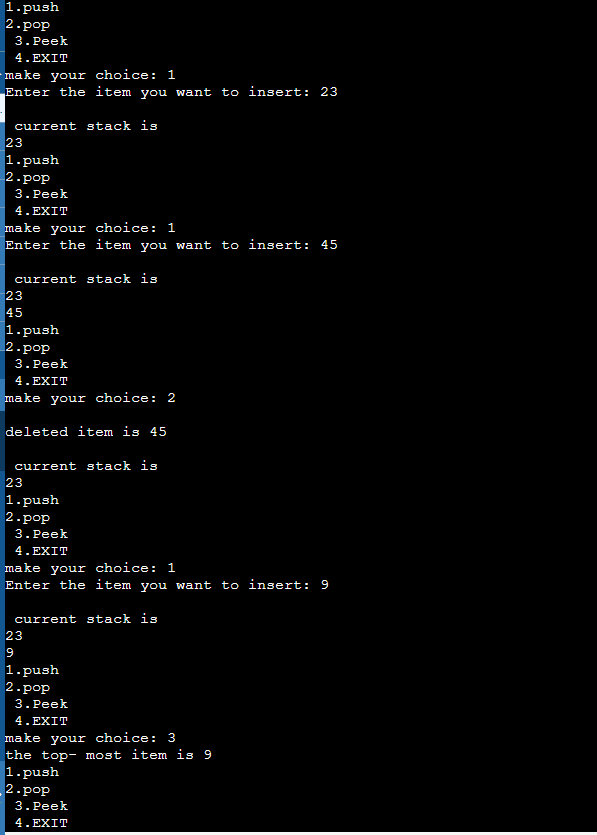 1.push
2.pop
 3.Peek
 4.EXIT
make your choice: 1
Enter the item you want to insert: 23

 current stack is
23
1.push
2.pop
 3.Peek
 4.EXIT
make your choice: 1
Enter the item you want to insert: 45

 current stack is
23
45
1.push
2.pop
 3.Peek
 4.EXIT
make your choice: 2

deleted item is 45

 current stack is
23
1.push
2.pop
 3.Peek
 4.EXIT
make your choice: 1
Enter the item you want to insert: 9

 current stack is
23
9
1.push
2.pop
 3.Peek
 4.EXIT
make your choice: 3
the top- most item is 9
1.push
2.pop
 3.Peek
 4.EXIT